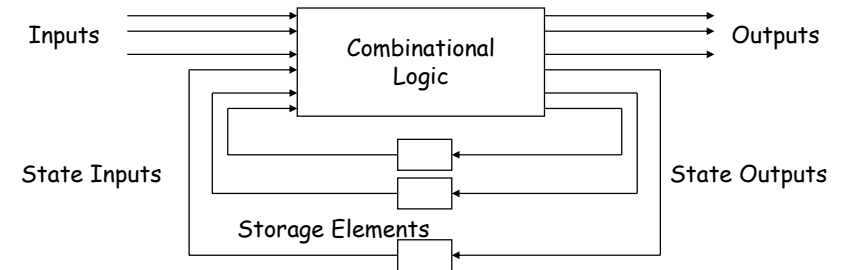 Inputs
Combinational
Logic
Outputs
State Inputs
State Outputs
Storage Elements